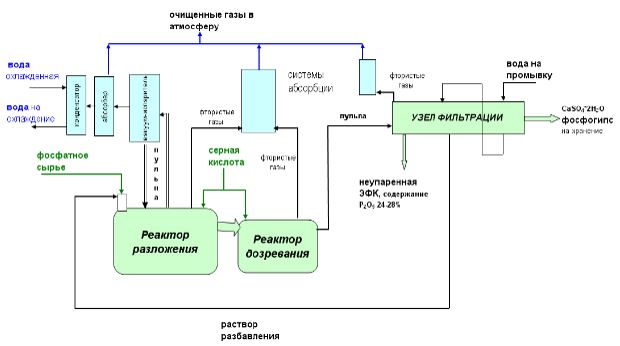 очищенные газы в
атмосферу
вода
охлажденная
вода на
охлаждение
конденсатор
абсорбер
вакуум-испаритель
системы
абсорбции
фтористые
газы
вода на
промывку
фтористые
газы
пульпа
УЗЕЛ ФИЛЬТРАЦИИ
CaSO₄*2H₂O
фосфогипс
на хранение
фосфатное
сырье
пульпа
серная
кислота
фтористые
газы
неупаренная
ЭФК, содержание
P₂O₅ 24-28%
Реактор
разложения
Реактор
дозревания
раствор
разбавления